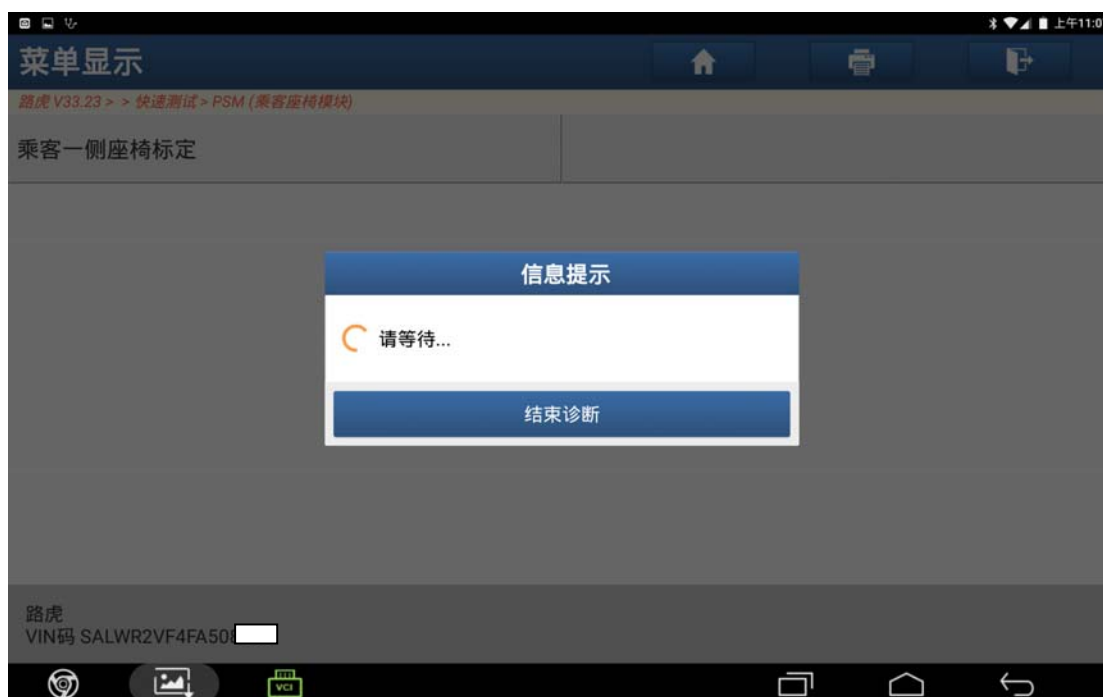 上午11:0
菜单显示
路虎 V33.23 > > 快速测试 > PSM (乘客座椅模块)
乘客一侧座椅标定
信息提示
请等待...
结束诊断
路虎
VIN码 SALWR2VF4FA50
VCI